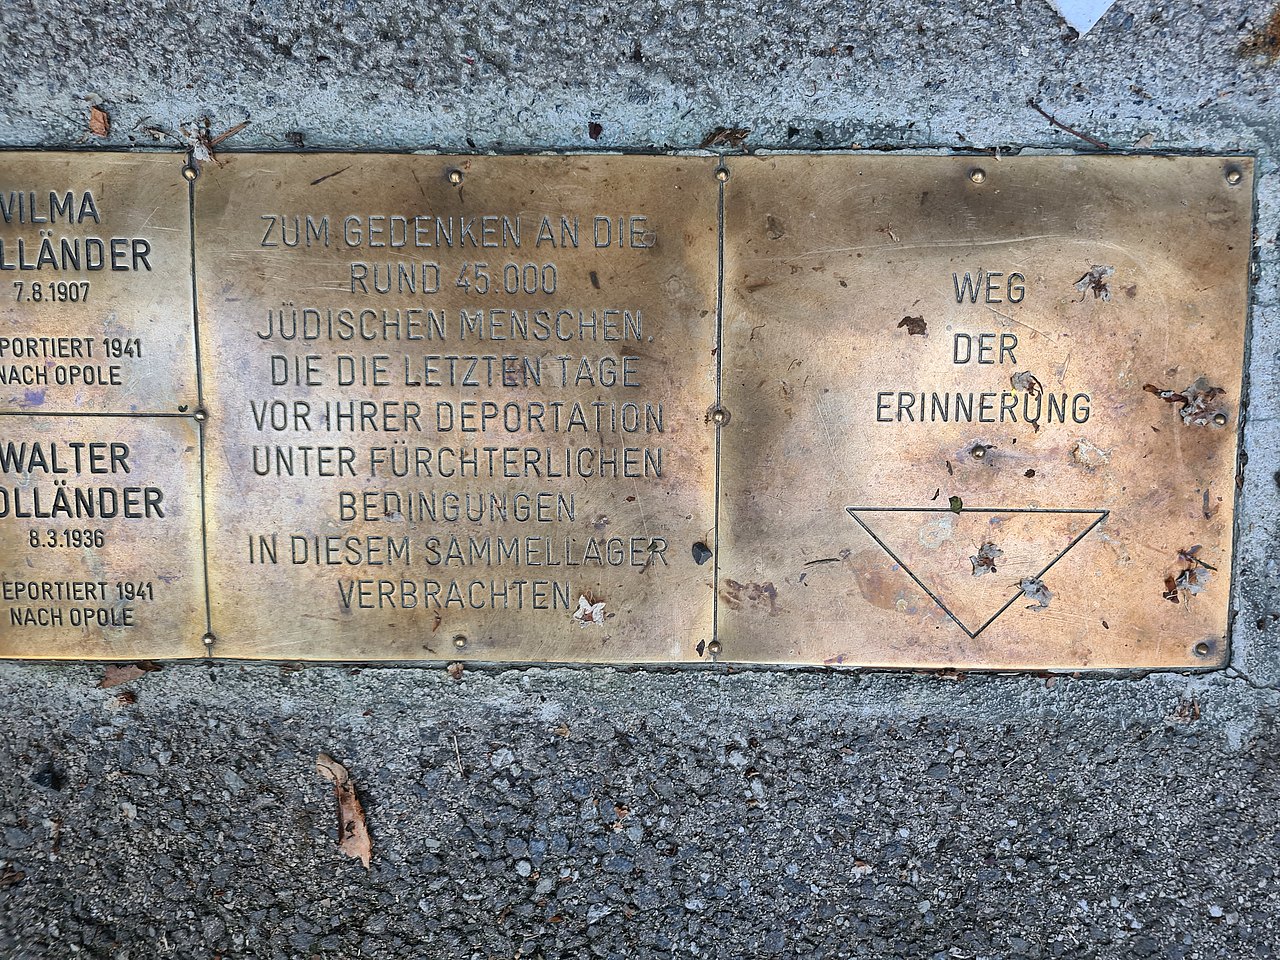 WILMA
LLÄNDER
7.8.1907
PORTIERT 1941
NACH OPOLE
WALTER
OLLÄNDER
8.3.1936
EPORTIERT 1941
NACH OPOLE
ZUM GEDENKEN AN DIE
RUND 45.000
JÜDISCHEN MENSCHEN,
DIE DIE LETZTEN TAGE
VOR IHRER DEPORTATION
UNTER FÜRCHTERLICHEN
BEDINGUNGEN
IN DIESEM SAMMELLAGER
VERBRACHTEN
WEG
DER
ERINNERUNG